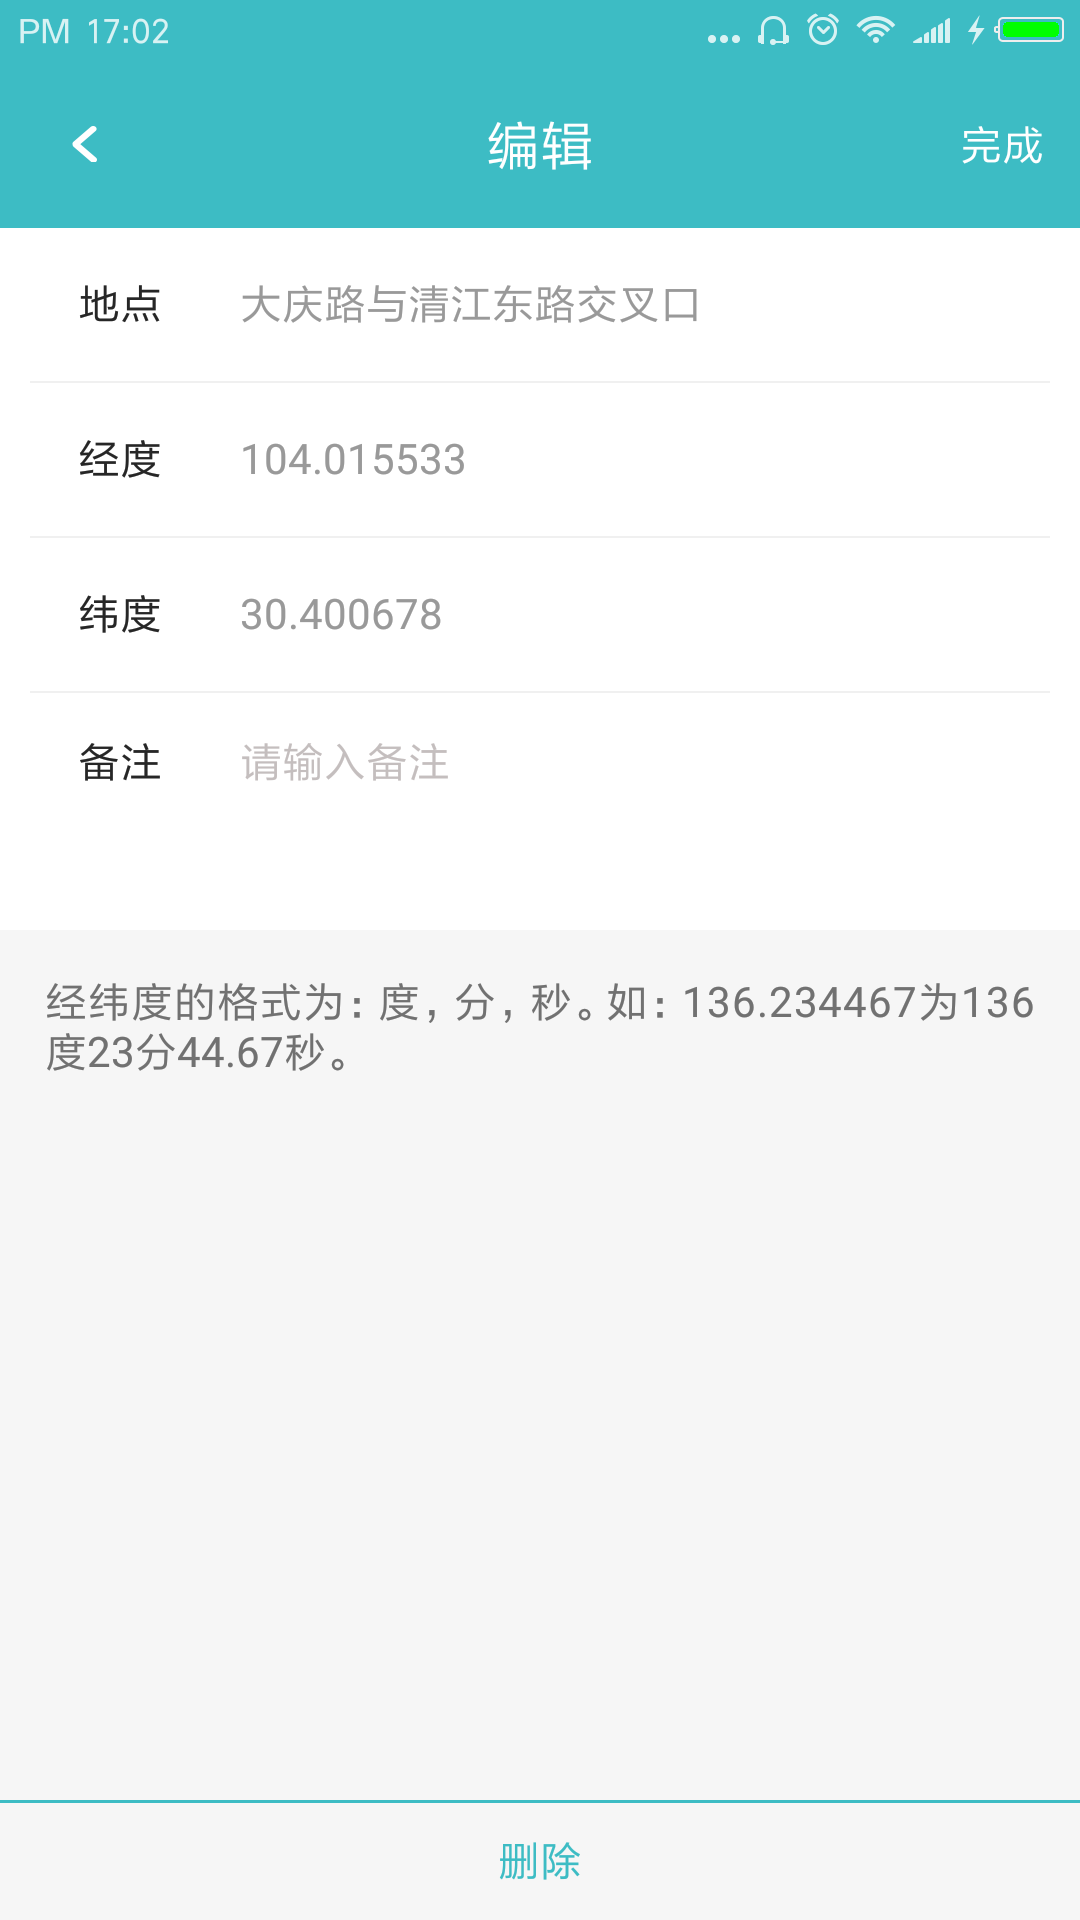 PM 17:02
编辑
完成
地点 大庆路与清江东路交叉口
经度 104.015533
纬度 30.400678
备注 请输入备注
经纬度的格式为：度，分，秒。如：136.234467为136
度23分44.67秒。
删除